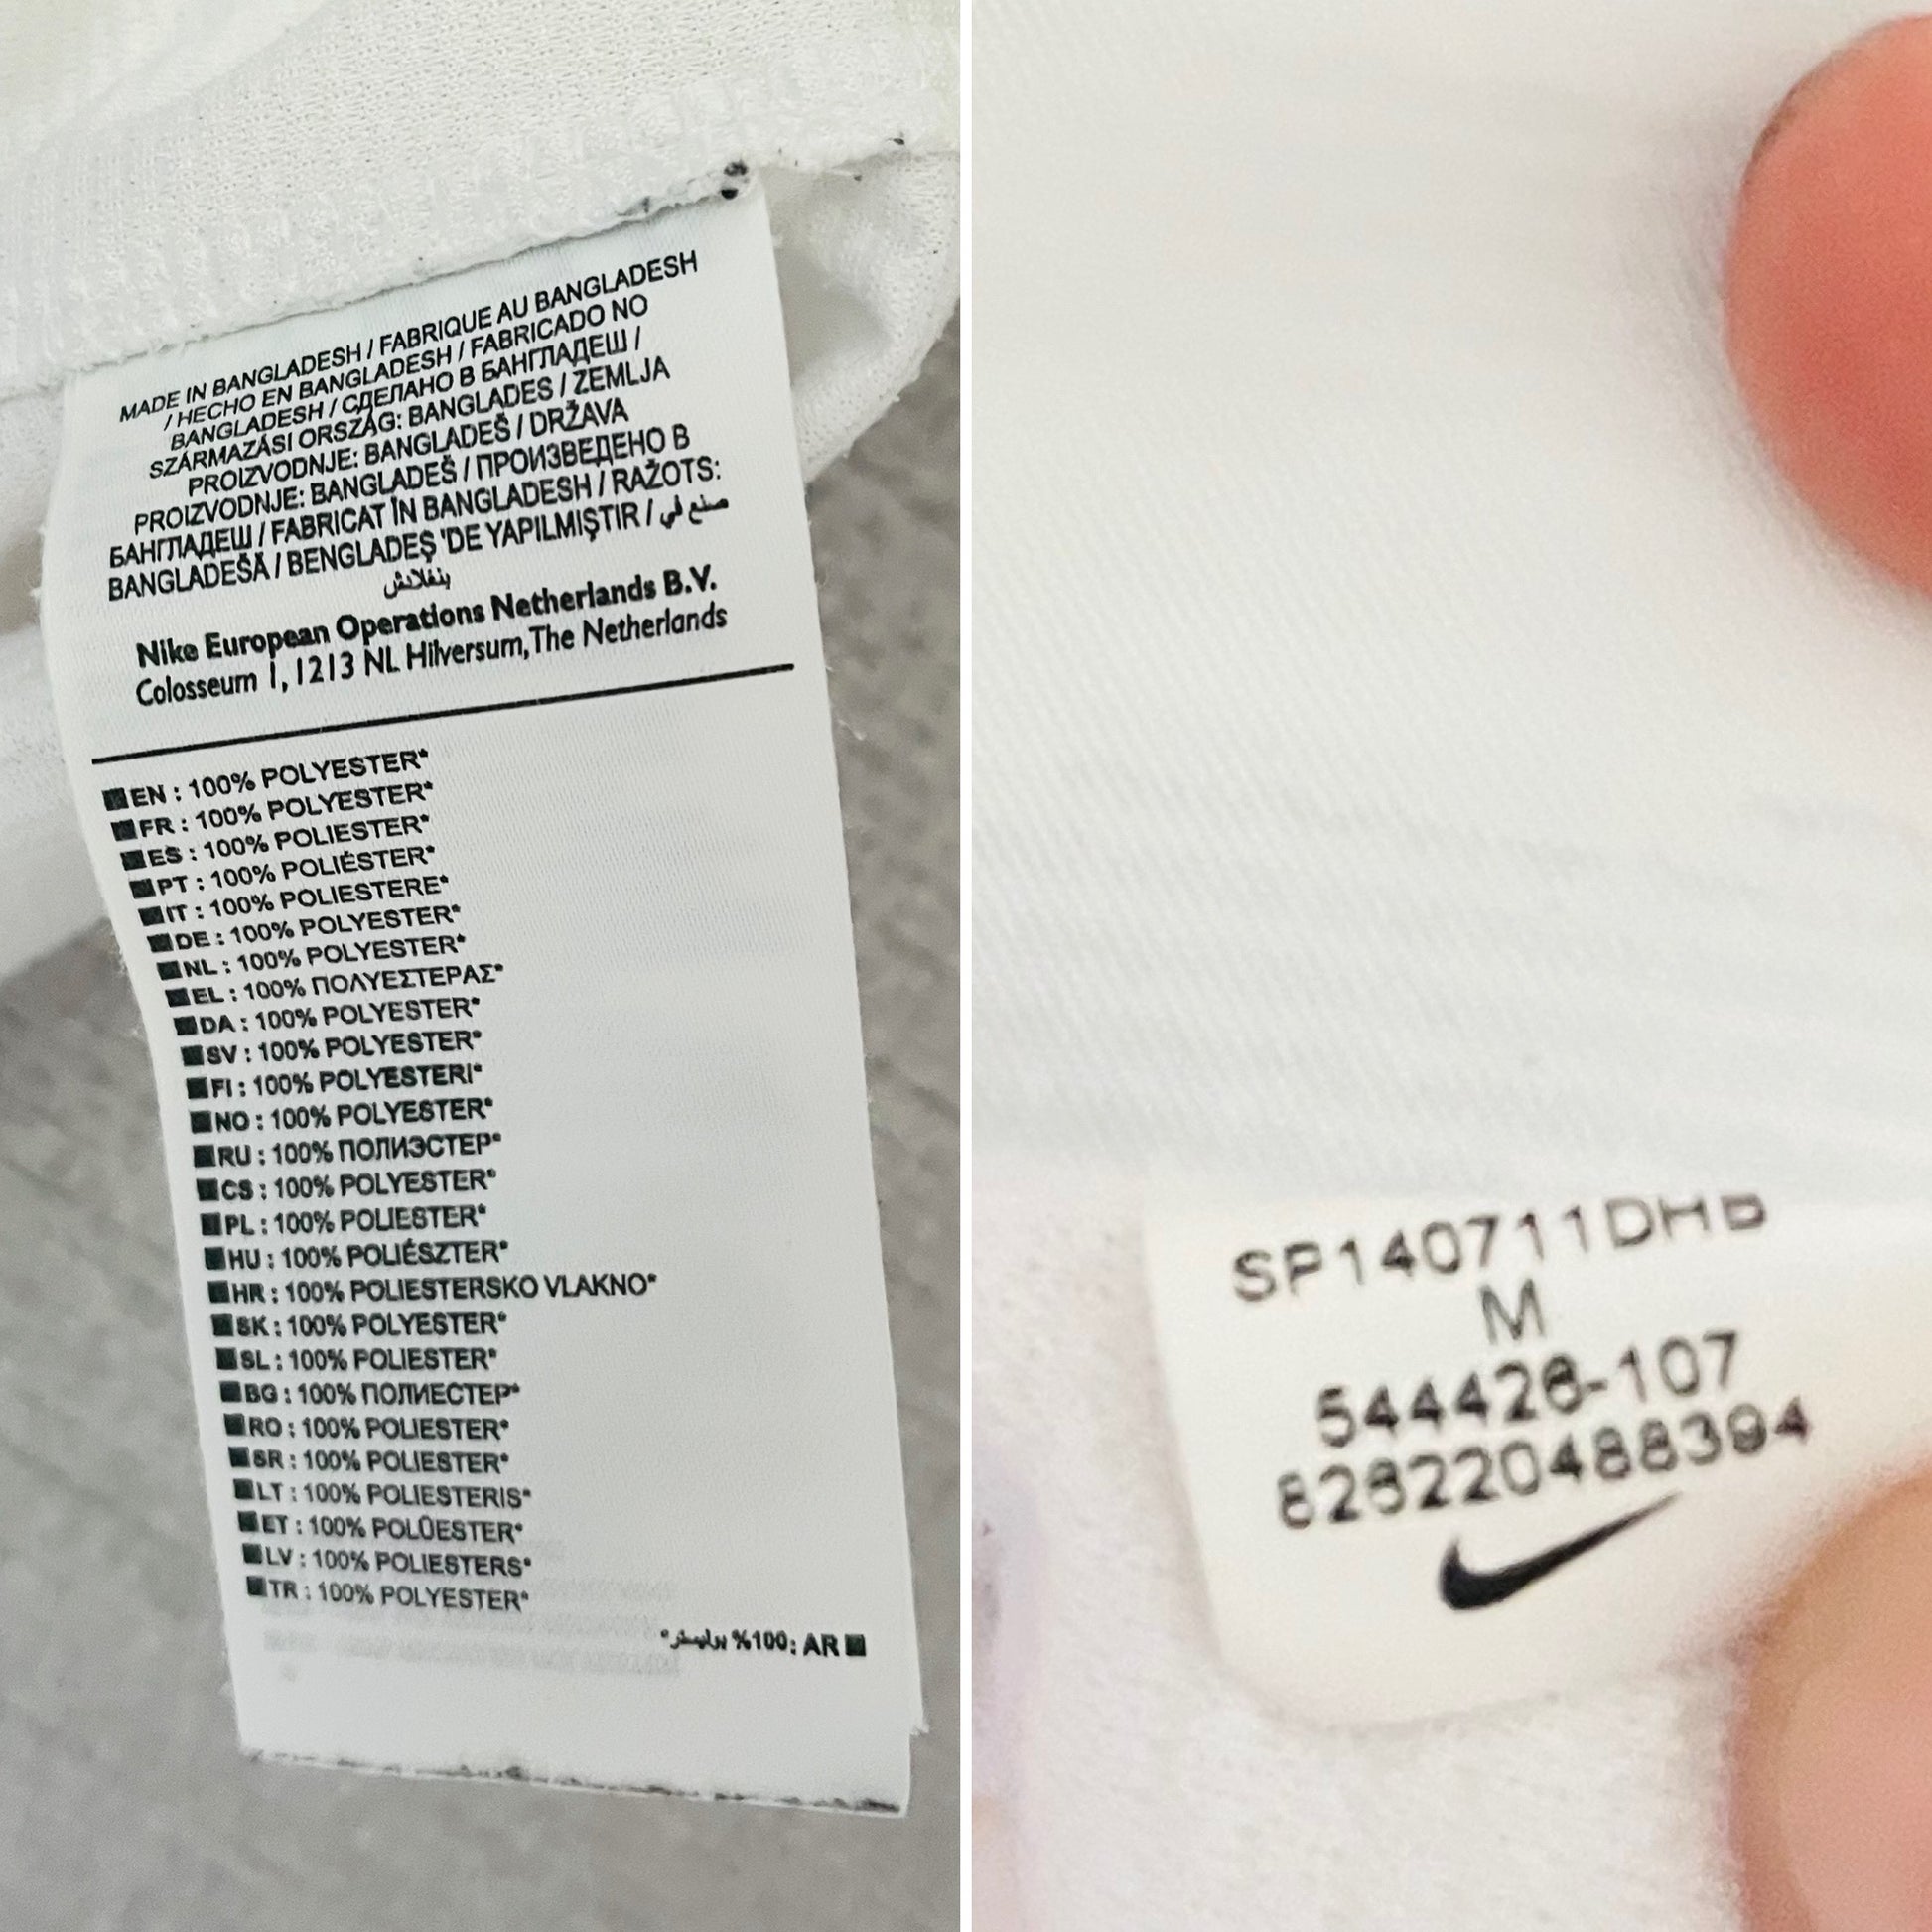 MADE IN BANGLADESH / FABRIQUE AU BANGLADESH
/ HECHO EN BANGLADESH / FABRICADO NO
BANGLADESH / СДЕЛАНО В БАНГЛАДЕШ /
SZÁRMAZÁSI ORSZÁG: BANGLADES / ZEMLJA
PROIZVODNJE: BANGLADEŠ / DRŽAVA
PROIZVODNJE: BANGLADEŠ / ПРОИЗВЕДЕНО В
БАНГЛАДЕШ / FABRICAT ÎN BANGLADESH / RAŽOTS:
BANGLADEŠĀ / BENGLADEŞ 'DE YAPILMIŞTIR / صنع في
بنغلادش
Nike European Operations Netherlands B.V.
Colosseum 1, 1213 NL Hilversum, The Netherlands
EN : 100% POLYESTER*
FR : 100% POLYESTER*
ES : 100% POLIESTER*
PT : 100% POLIÉSTER*
IT : 100% POLIESTERE*
DE : 100% POLYESTER*
NL : 100% POLYESTER*
EL : 100% ΠΟΛΥΕΣΤΕΡΑΣ*
DA : 100% POLYESTER*
SV : 100% POLYESTER*
FI : 100% POLYESTERI*
NO : 100% POLYESTER*
RU : 100% ПОЛИЭСТЕР*
CS : 100% POLYESTER*
PL : 100% POLIESTER*
HU : 100% POLIÉSZTER*
HR : 100% POLIESTERSKO VLAKNO*
SK : 100% POLYESTER*
SL : 100% POLIESTER*
BG : 100% ПОЛИЕСТЕР*
RO : 100% POLIESTER*
SR : 100% POLIESTER*
LT : 100% POLIESTERIS*
ET : 100% POLÜESTER*
LV : 100% POLIESTERS*
TR : 100% POLYESTER*
AR : 100% بوليستر*
SP140711DHB
M
544426-107